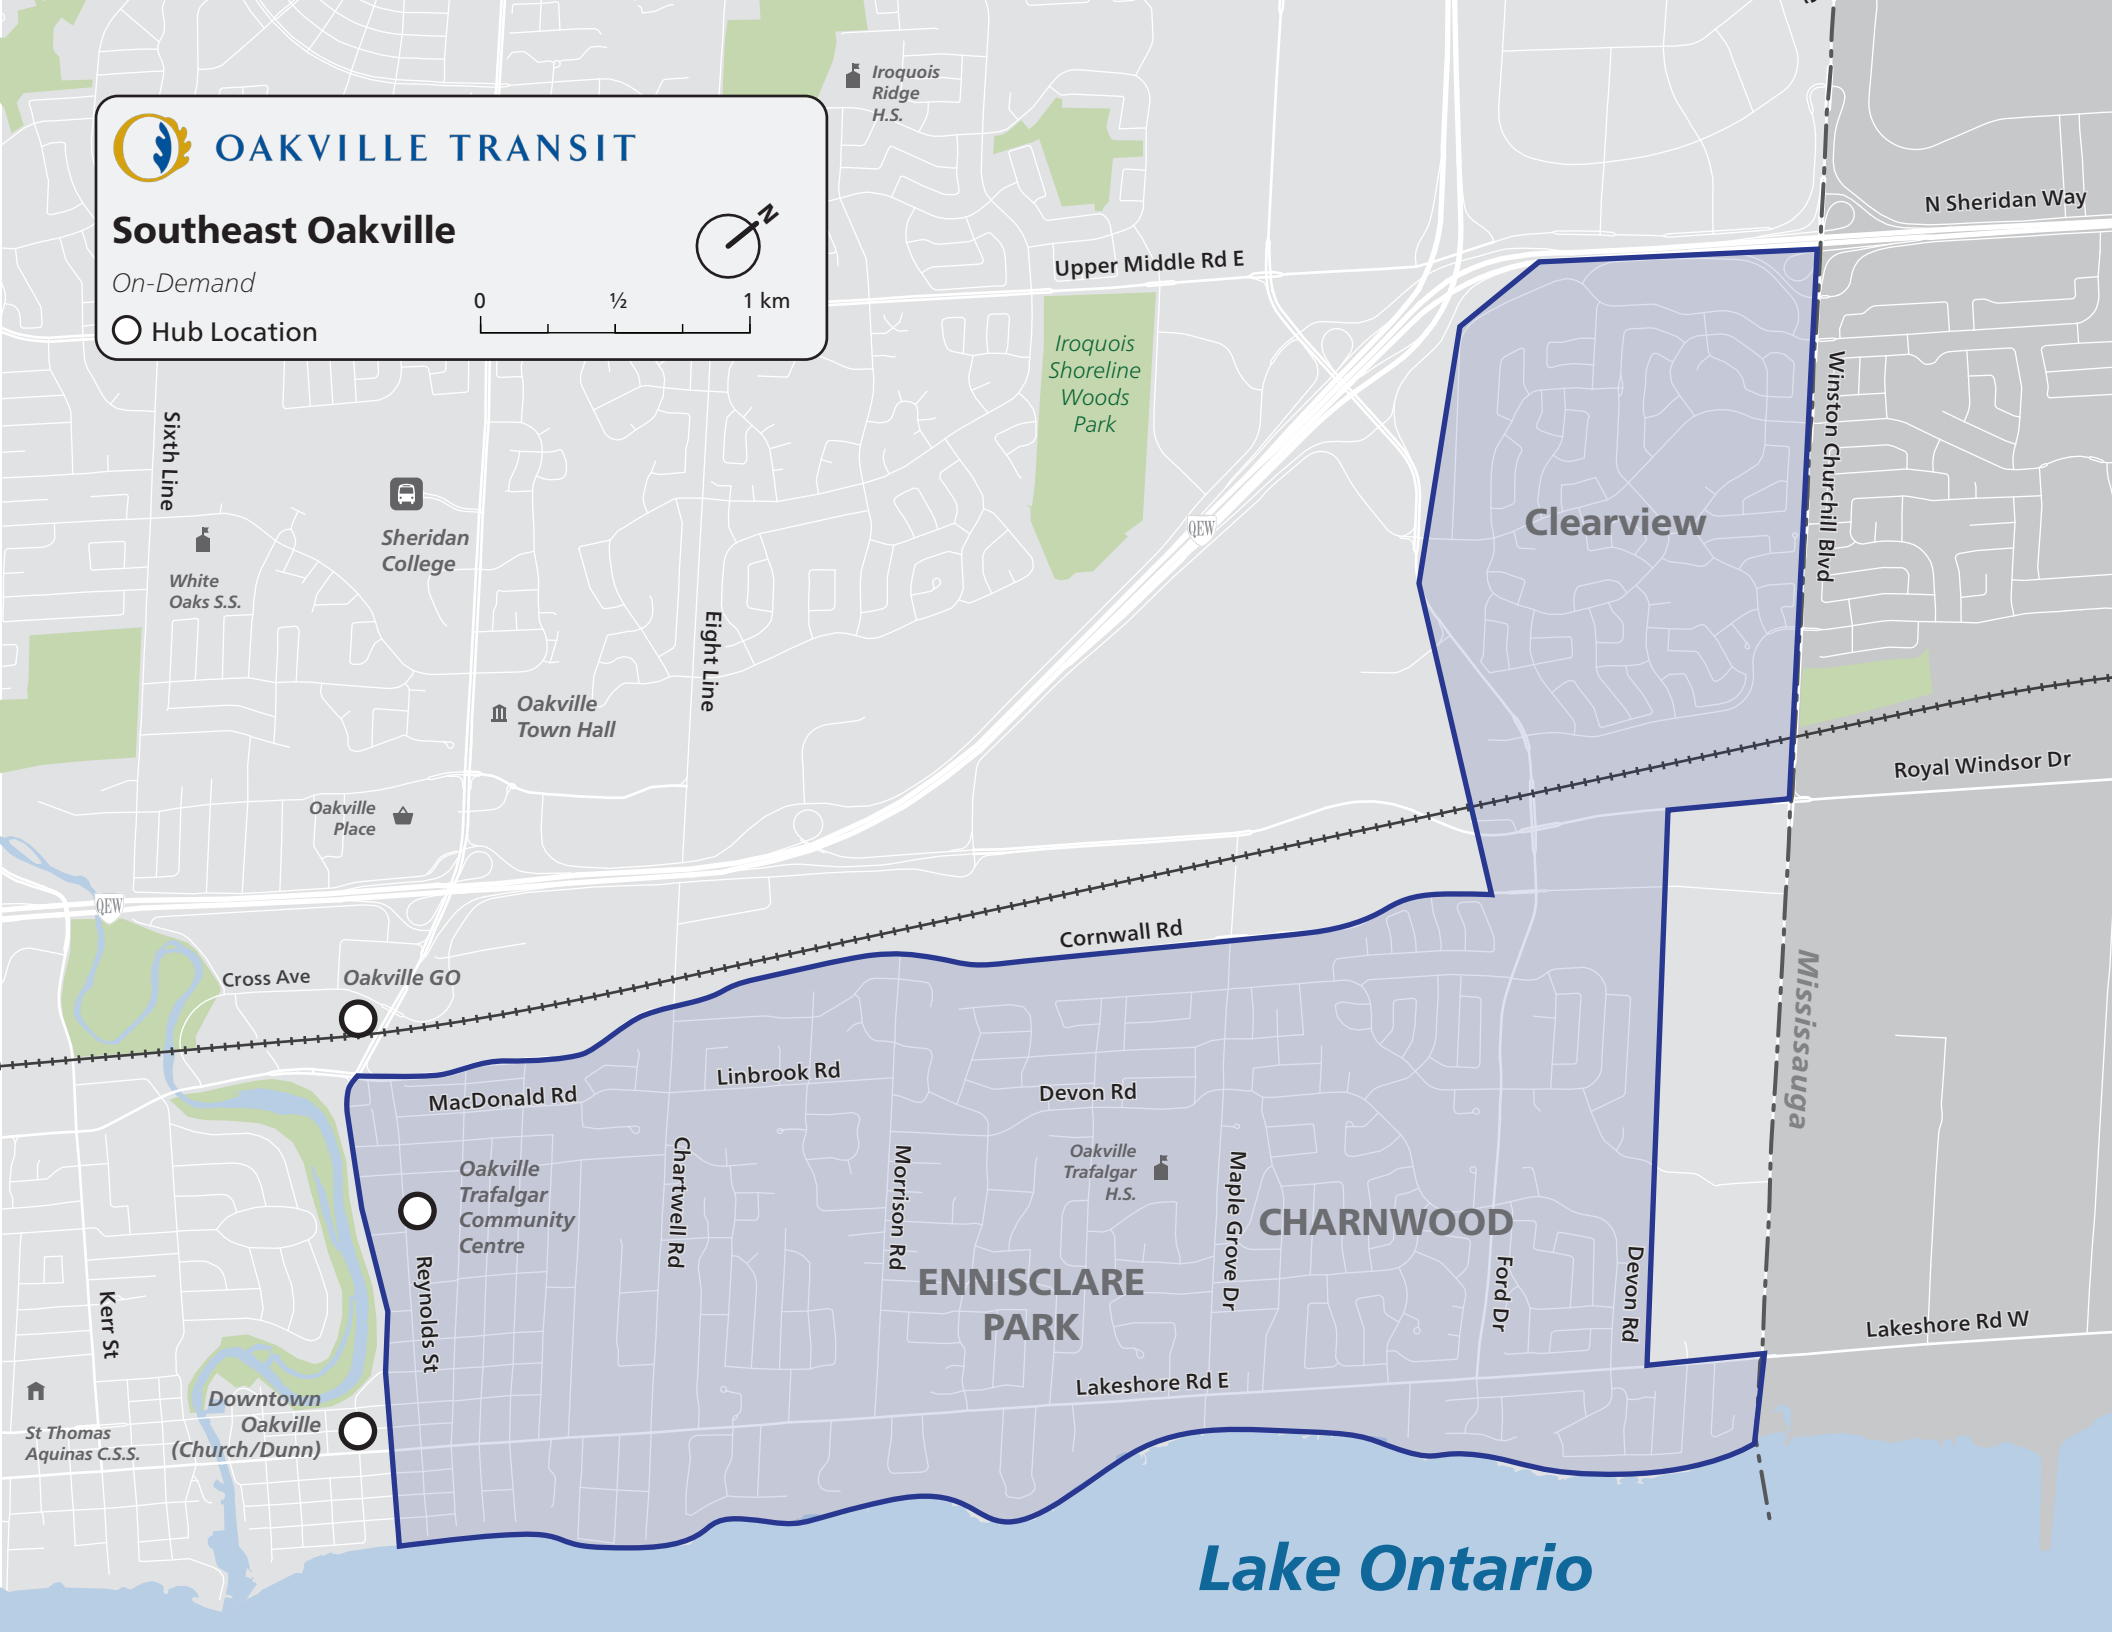 Iroquois
Ridge
H.S.
OAKVILLE TRANSIT
Southeast Oakville
N
On-Demand
0 ½ 1 km
Hub Location
N Sheridan Way
Upper Middle Rd E
Iroquois
Shoreline
Woods
Park
Sixth Line
Winston Churchill Blvd
Sheridan
College
QEW
Clearview
White
Oaks S.S.
Eight Line
Oakville
Town Hall
Royal Windsor Dr
Oakville
Place
QEW
Cornwall Rd
Cross Ave
Oakville GO
Mississauga
MacDonald Rd
Linbrook Rd
Devon Rd
Oakville
Trafalgar
Community
Centre
Chartwell Rd
Morrison Rd
Oakville
Trafalgar
H.S.
Maple Grove Dr
CHARNWOOD
Reynolds St
ENNISCLARE
PARK
Ford Dr
Devon Rd
Kerr St
Lakeshore Rd W
Lakeshore Rd E
Downtown
Oakville
(Church/Dunn)
St Thomas
Aquinas C.S.S.
Lake Ontario